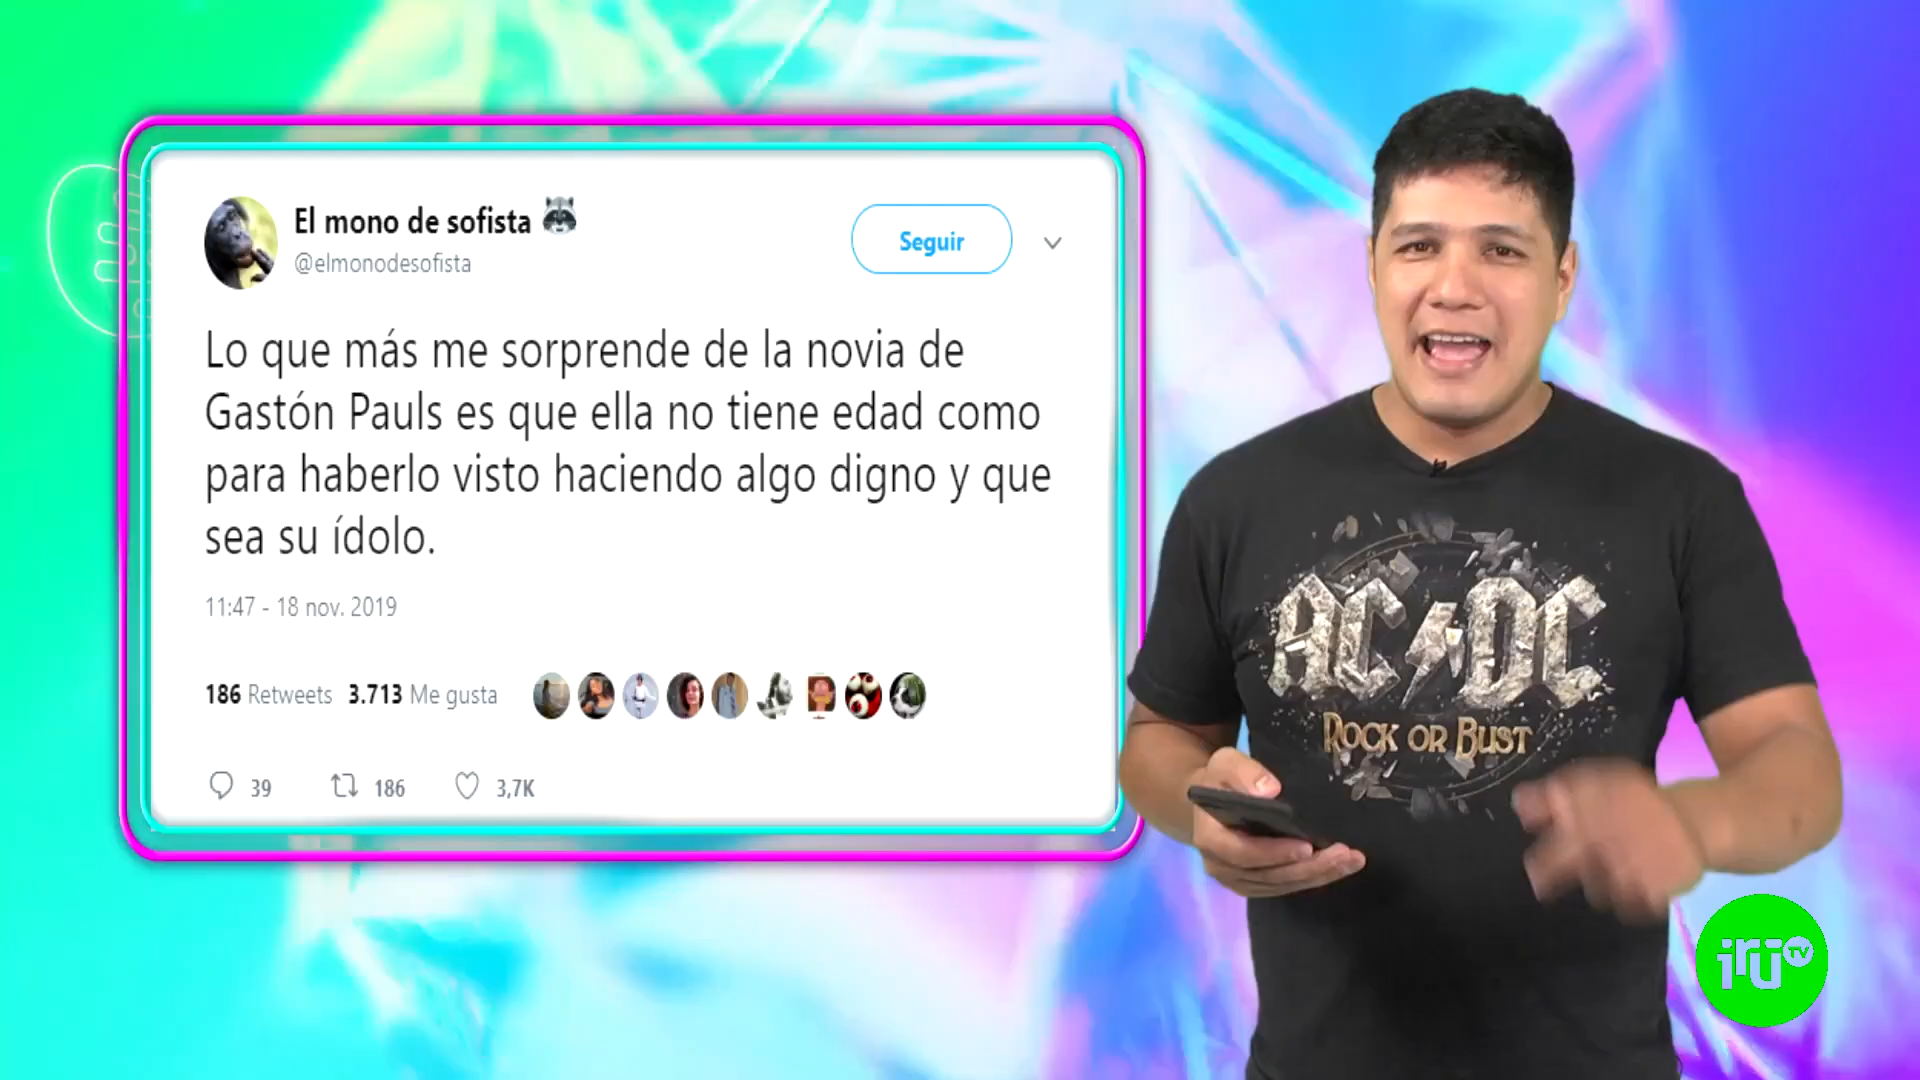 El mono de sofista
@elmonodesofista
Seguir
Lo que más me sorprende de la novia de
Gastón Pauls es que ella no tiene edad como
para haberlo visto haciendo algo digno y que
sea su ídolo.
11:47 - 18 nov. 2019
186 Retweets 3.713 Me gusta
39 186 3,7K
AC DC
ROCK OR BUST
irü TV